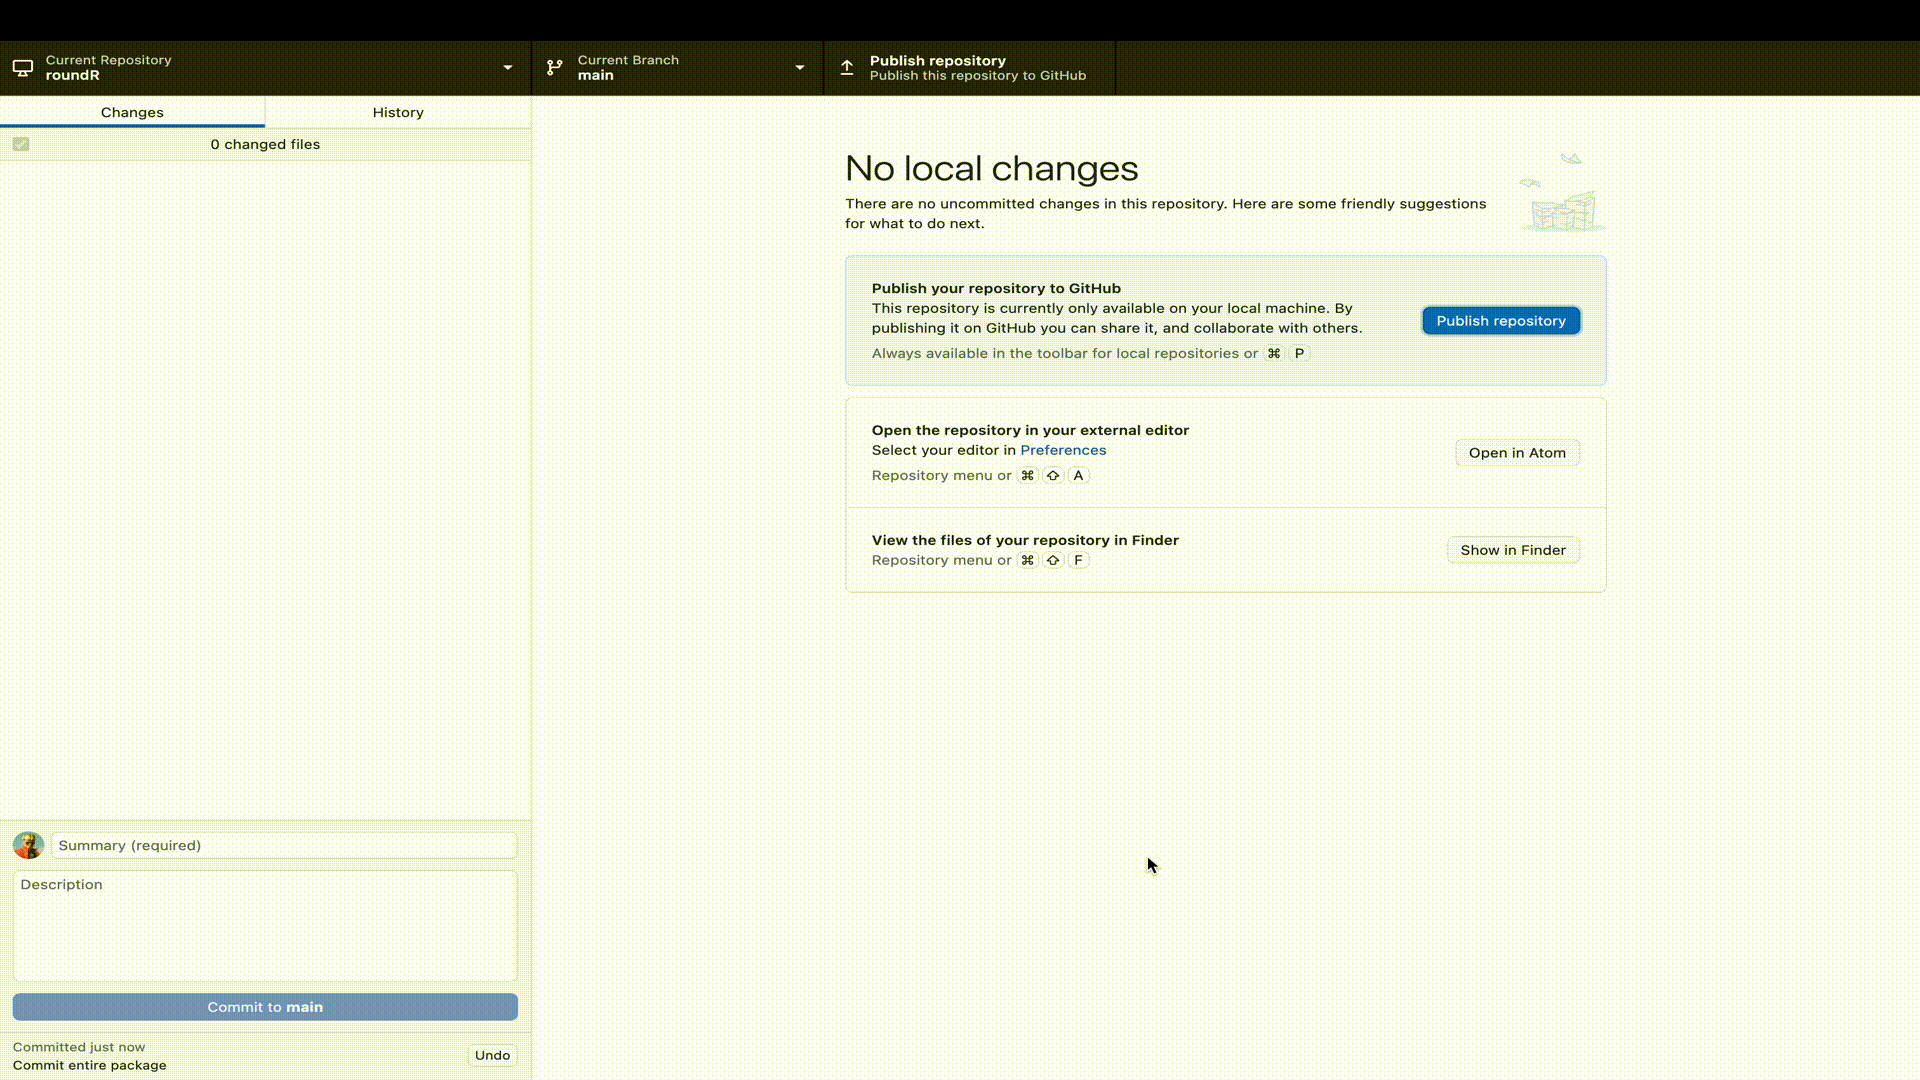 Current Repository
roundR
Current Branch
main
Publish repository
Publish this repository to GitHub
Changes
History
0 changed files
No local changes
There are no uncommitted changes in this repository. Here are some friendly suggestions
for what to do next.
Publish your repository to GitHub
This repository is currently only available on your local machine. By
publishing it on GitHub you can share it, and collaborate with others.
Always available in the toolbar for local repositories or ⌘ P
Publish repository
Open the repository in your external editor
Select your editor in Preferences
Repository menu or ⌘ ⇧ A
Open in Atom
View the files of your repository in Finder
Repository menu or ⌘ ⇧ F
Show in Finder
Summary (required)
Description
Commit to main
Committed just now
Commit entire package
Undo